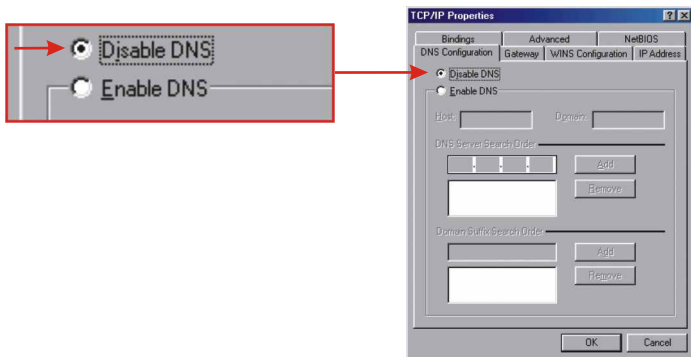 Disable DNS
Enable DNS
TCP/IP Properties
Bindings Advanced NetBIOS
DNS Configuration Gateway WINS Configuration IP Address
Disable DNS
Enable DNS
Host: Domain:
DNS Server Search Order
Add
Remove
Domain Suffix Search Order
Add
Remove
OK Cancel